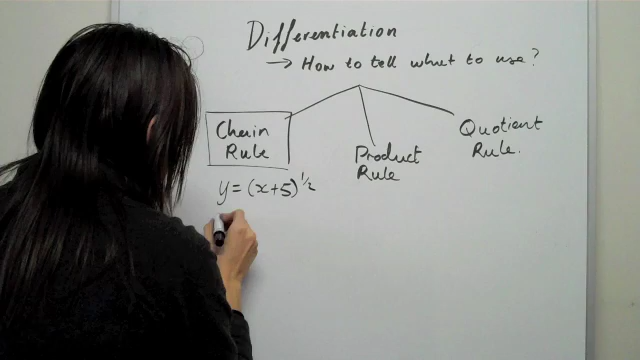 Differentiation
→ How to tell what to use?
Chain
Rule
Product
Rule
Quotient
Rule.
y = (x+5)^1/2